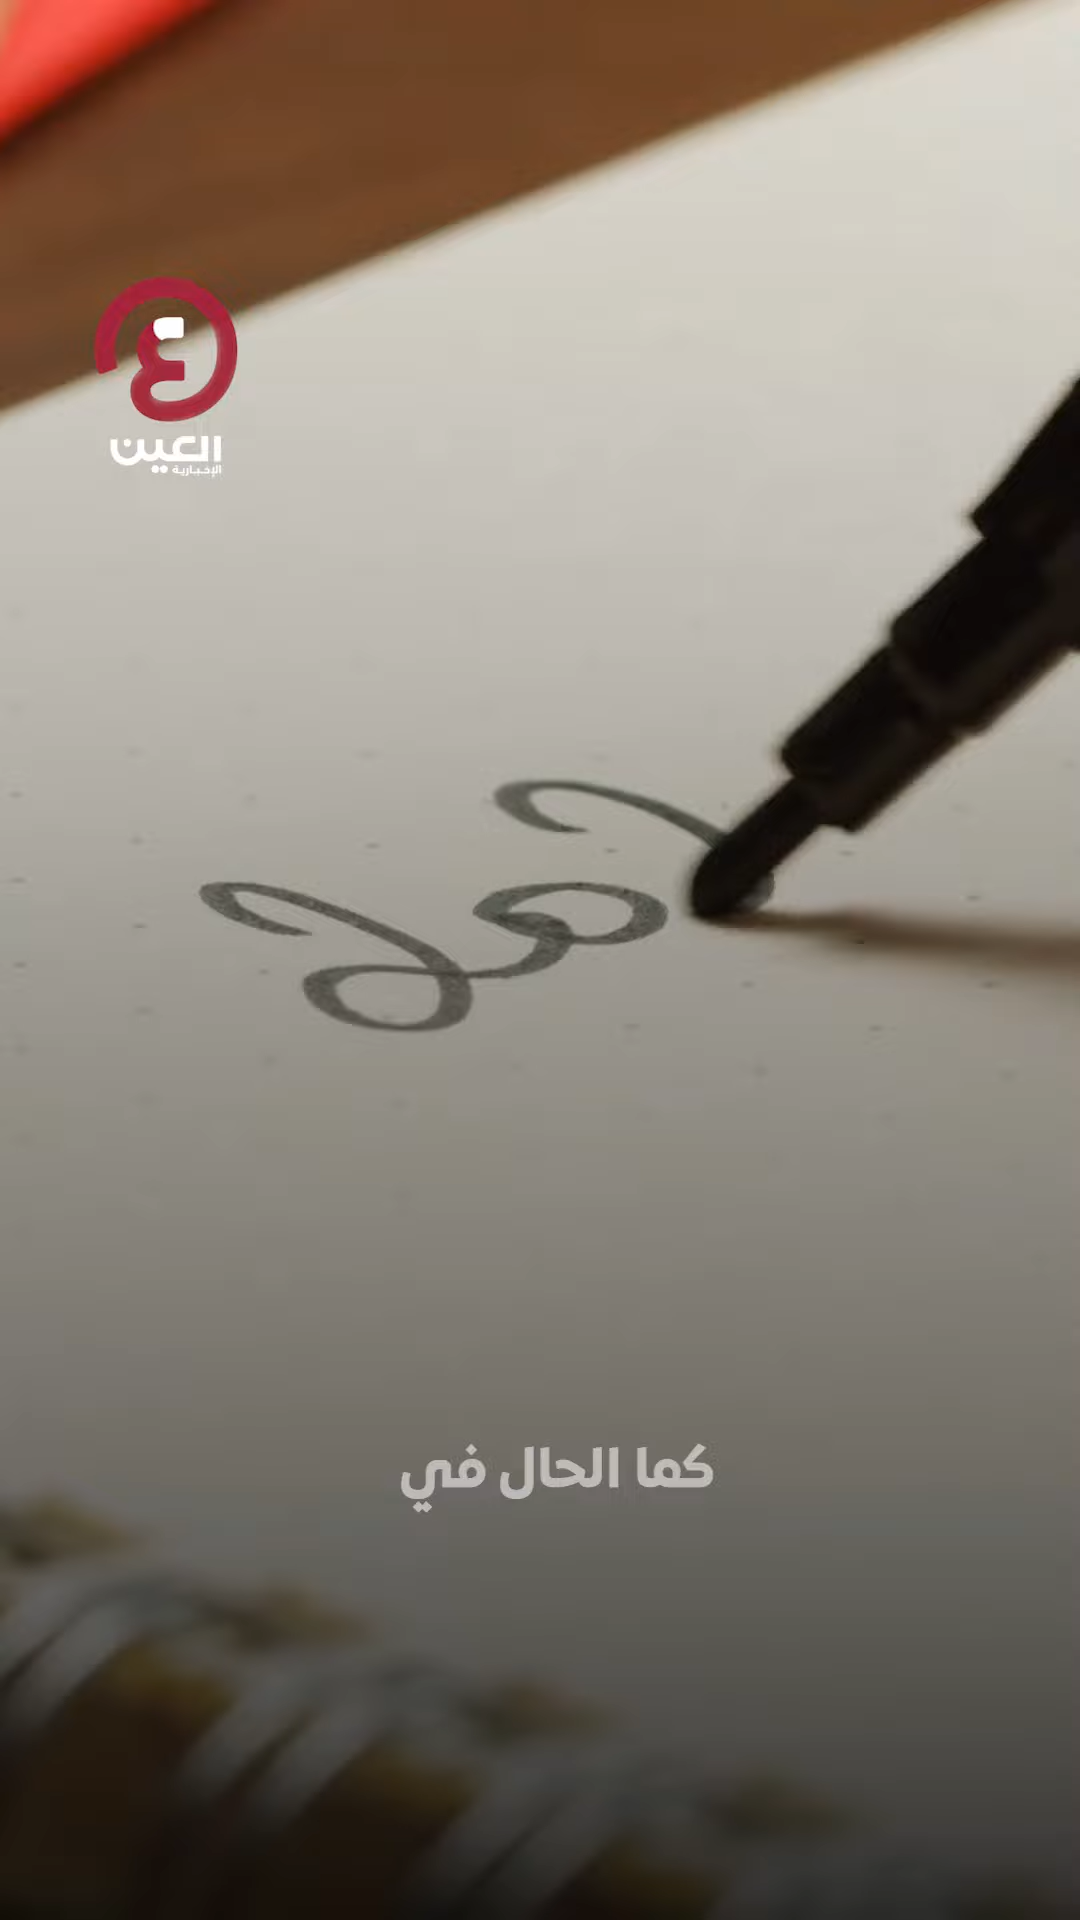 العين
الإخبارية
كما الحال في